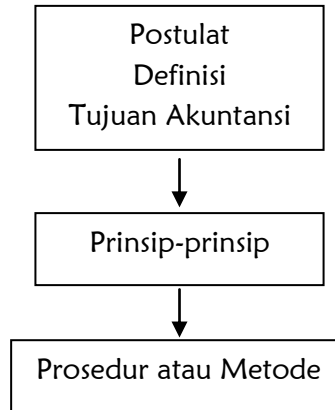 Postulat
Definisi
Tujuan Akuntansi
Prinsip-prinsip
Prosedur atau Metode